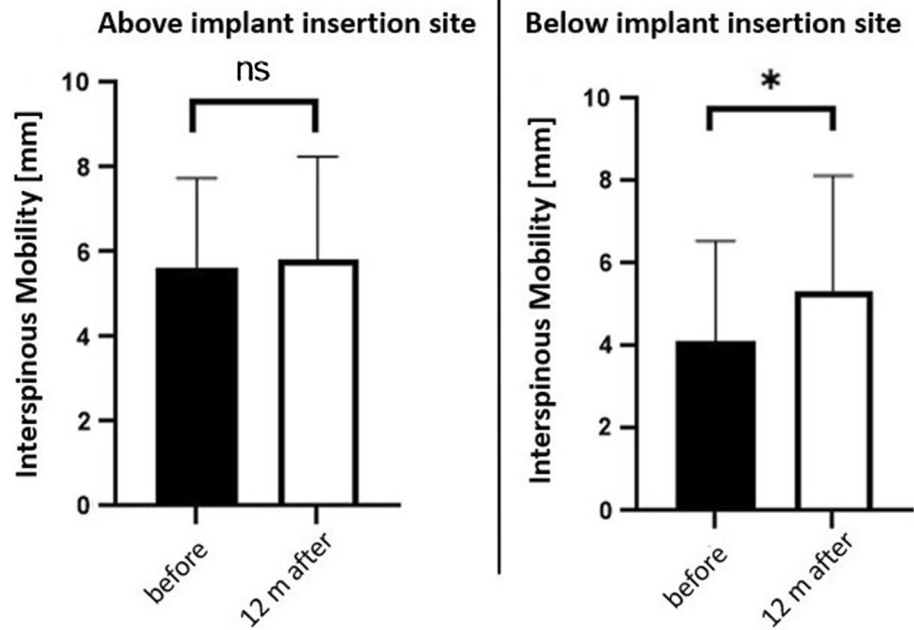 Above implant insertion site
ns
Interspinous Mobility [mm]
10
8
6
4
2
0
before
12 m after
Below implant insertion site
*
Interspinous Mobility [mm]
10
8
6
4
2
0
before
12 m after